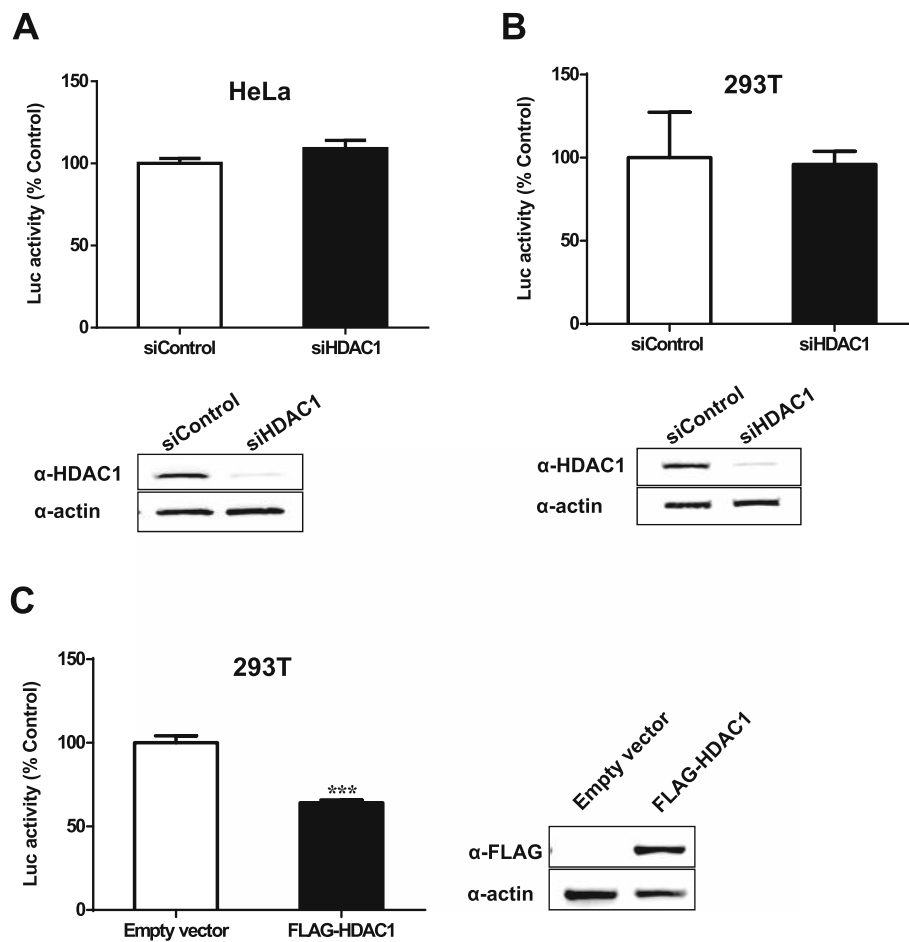 A
HeLa
Luc activity (% Control)
150
100
50
0
siControl siHDAC1
siControl siHDAC1
α-HDAC1
α-actin
B
293T
Luc activity (% Control)
150
100
50
0
siControl siHDAC1
siControl siHDAC1
α-HDAC1
α-actin
C
293T
Luc activity (% Control)
150
100
50
0
***
Empty vector FLAG-HDAC1
Empty vector FLAG-HDAC1
α-FLAG
α-actin